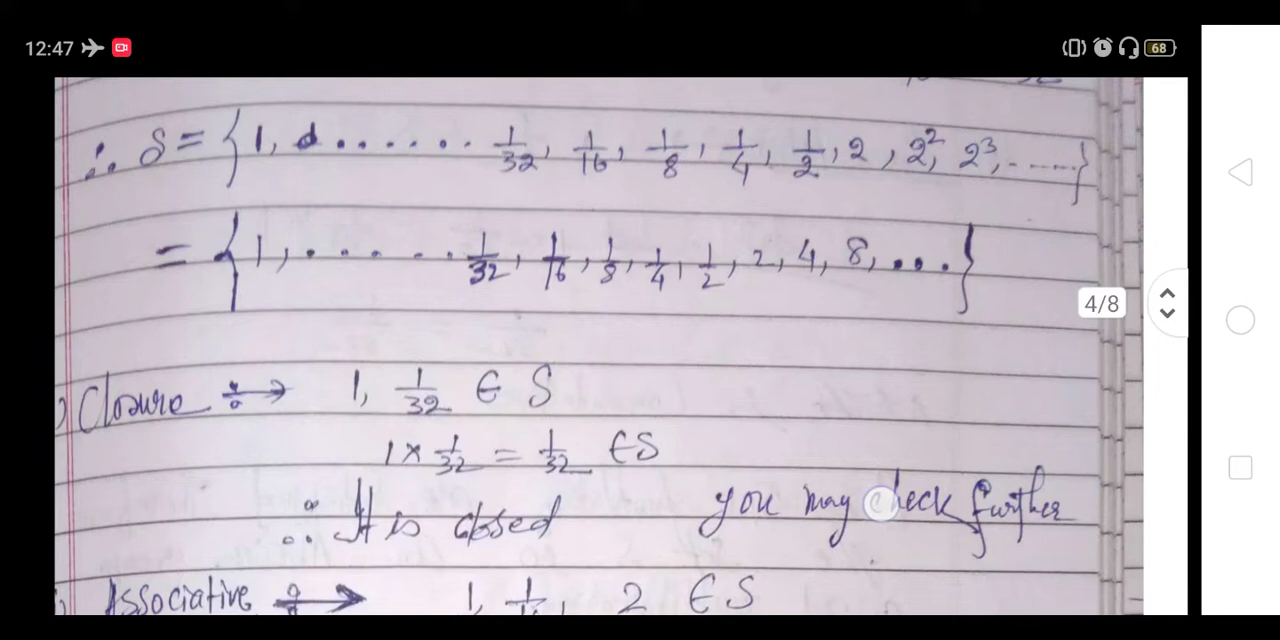 12:47
68
∴ S = { 1, ...... 1/32, 1/16, 1/8, 1/4, 1/2, 2, 2², 2³, ...... }
= { 1, ..... 1/32, 1/16, 1/8, 1/4, 1/2, 2, 4, 8, ... }
4/8
) Closure ÷→ 1, 1/32 ∈ S
1 × 1/32 = 1/32 ∈ S
∴ It is closed you may check further
) Associative → 1, 2 ∈ S